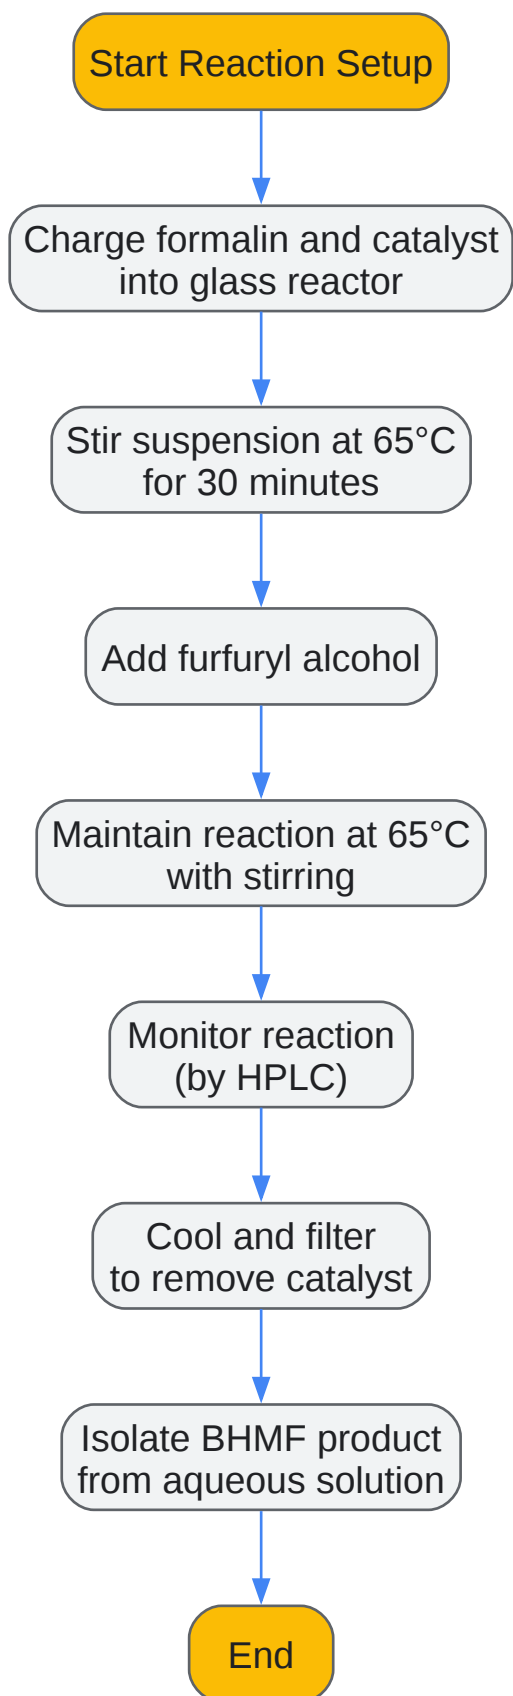 Start Reaction Setup
Charge formalin and catalyst
into glass reactor
Stir suspension at 65°C
for 30 minutes
Add furfuryl alcohol
Maintain reaction at 65°C
with stirring
Monitor reaction
(by HPLC)
Cool and filter
to remove catalyst
Isolate BHMF product
from aqueous solution
End